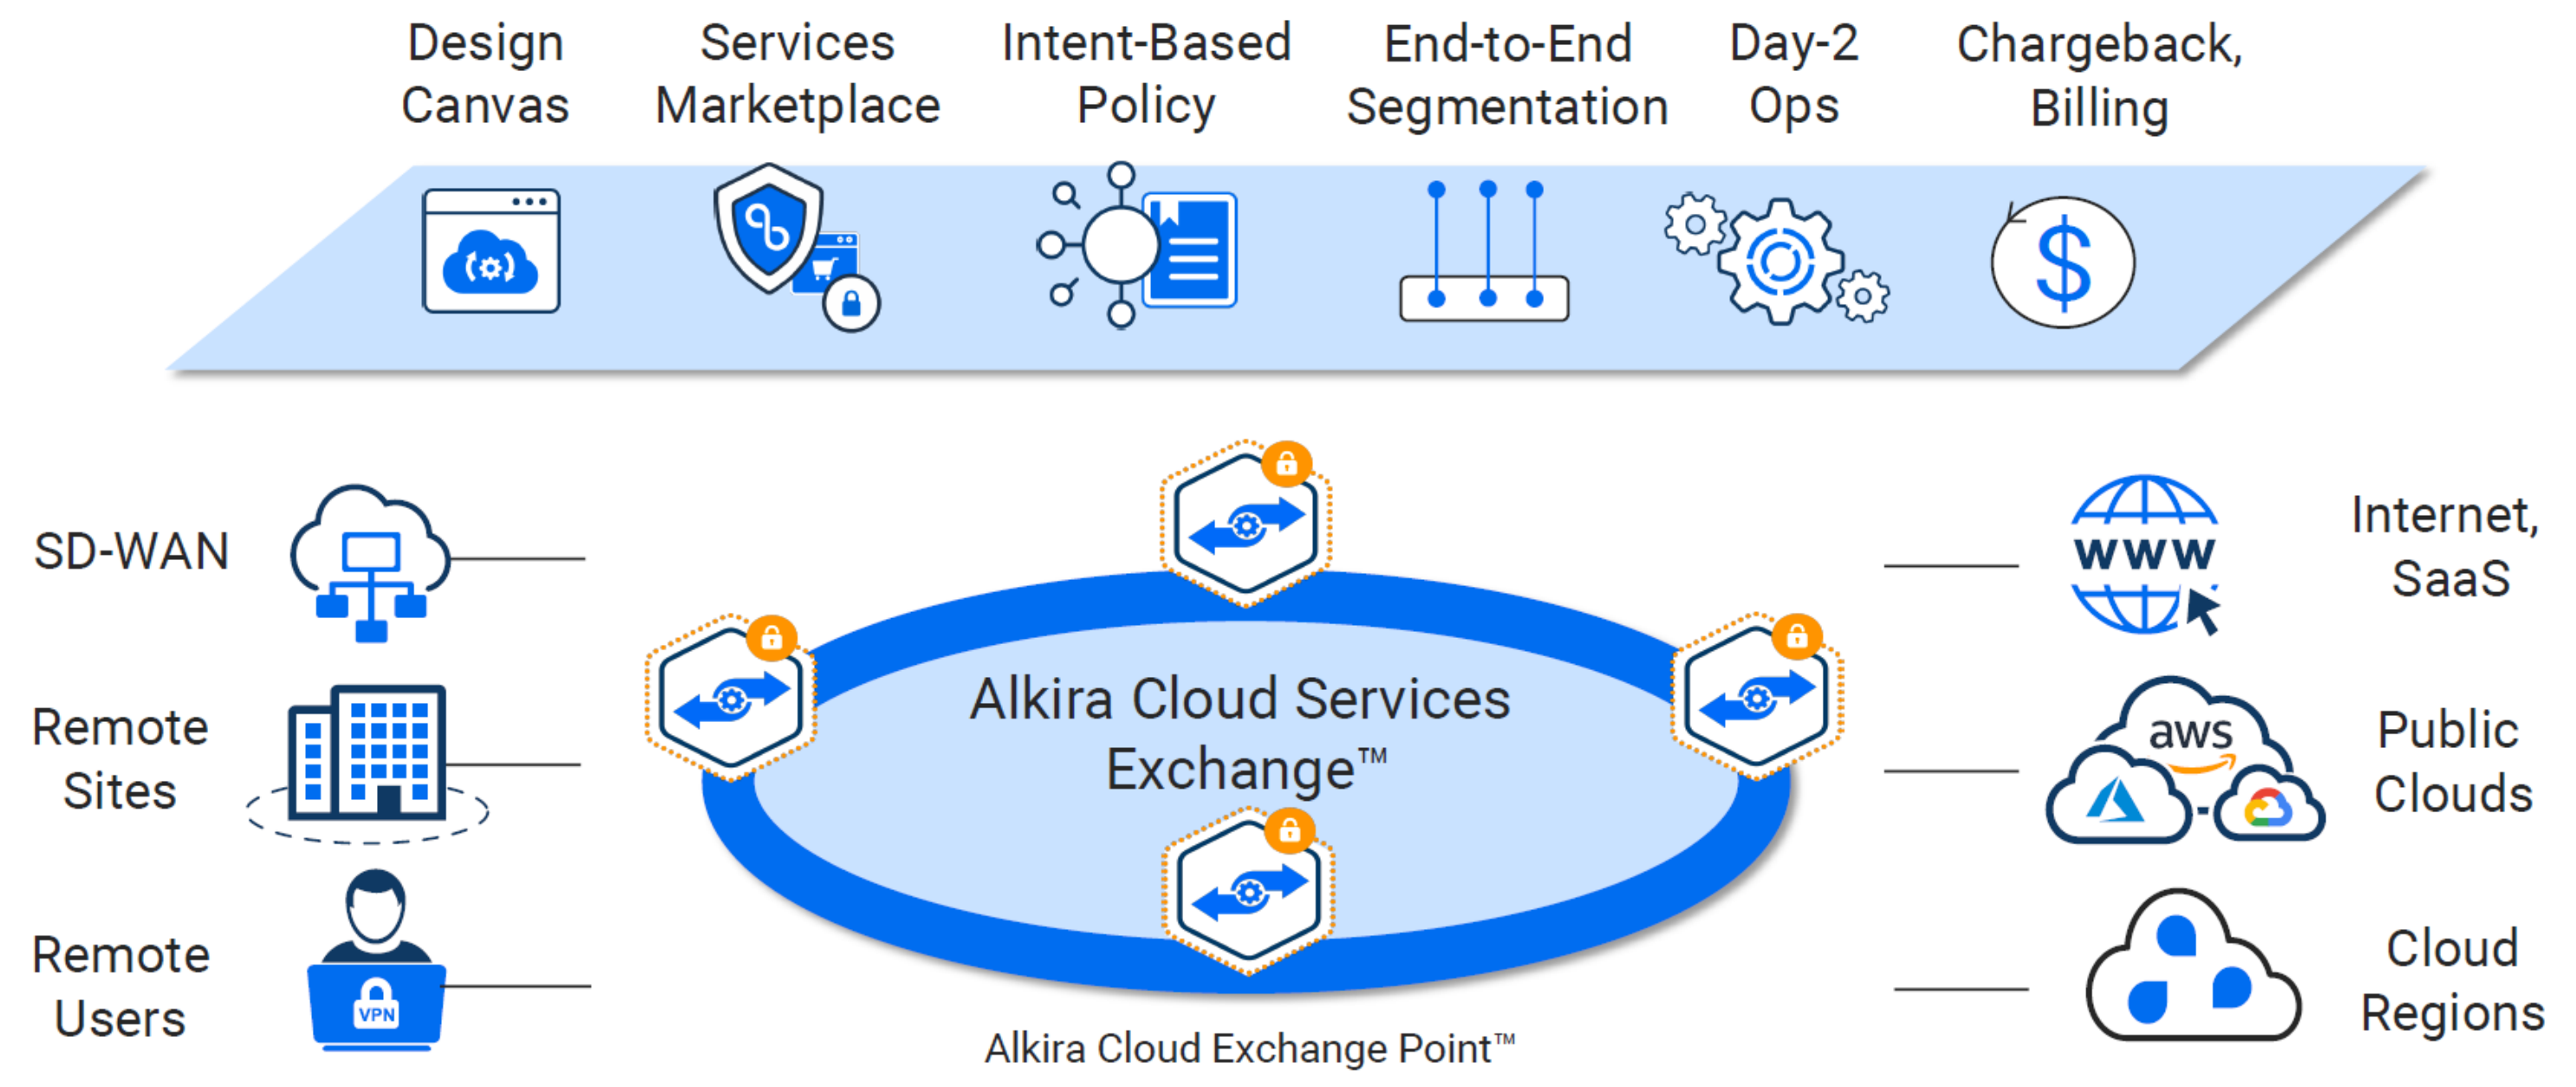 Design
Canvas
Services
Marketplace
Intent-Based
Policy
End-to-End
Segmentation
Day-2
Ops
Chargeback,
Billing
$
SD-WAN
Remote
Sites
Remote
Users
VPN
Alkira Cloud Services
Exchange™
Alkira Cloud Exchange Point™
www
Internet,
SaaS
aws
Public
Clouds
Cloud
Regions